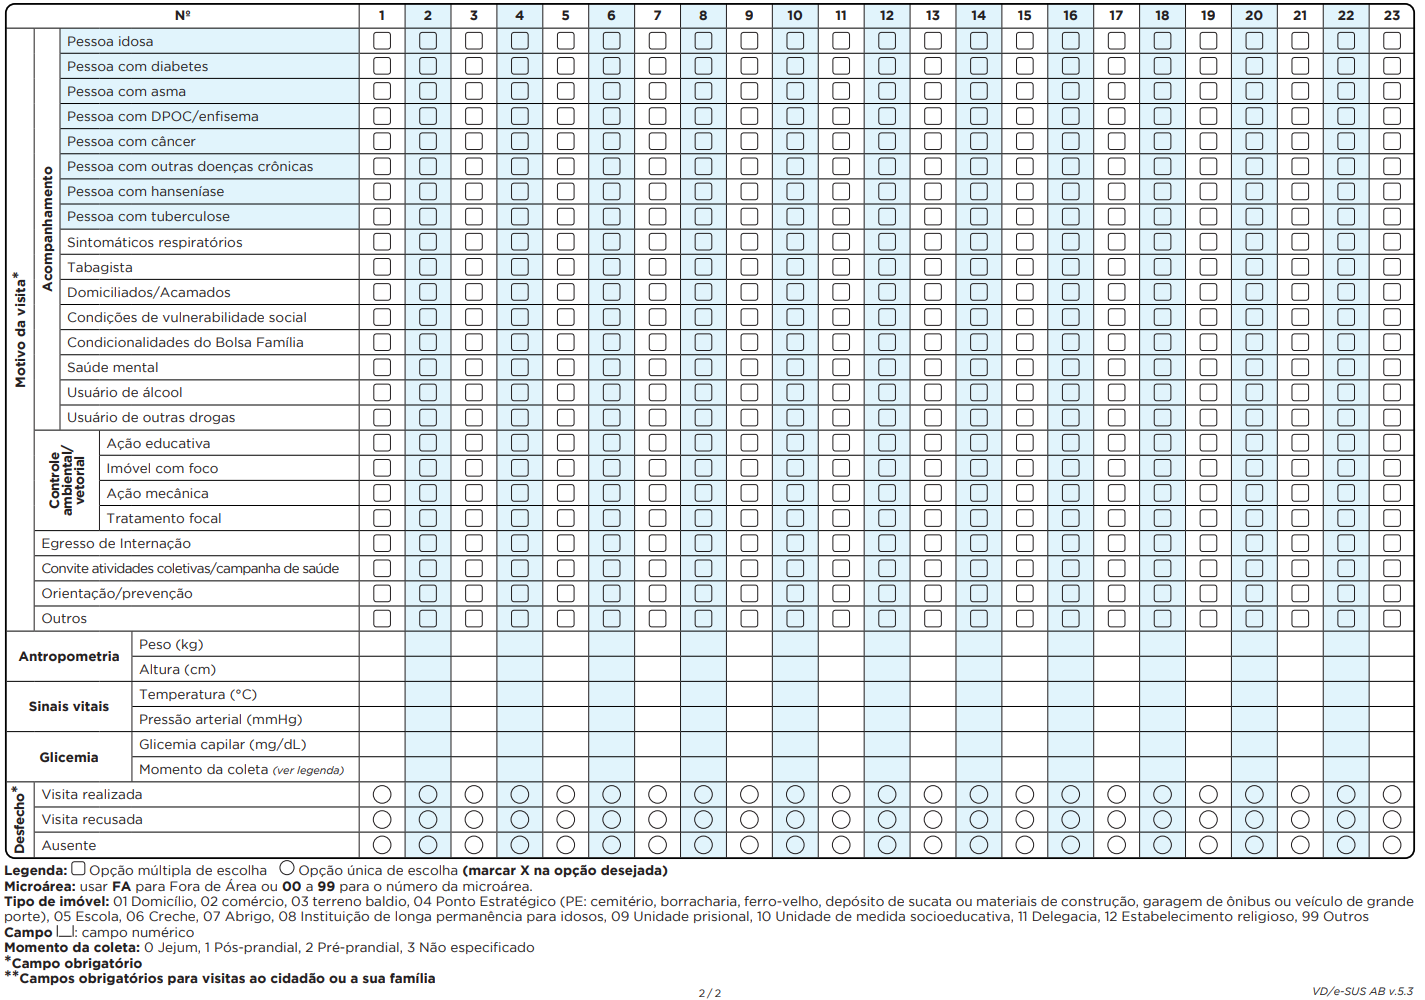 Nº 1 2 3 4 5 6 7 8 9 10 11 12 13 14 15 16 17 18 19 20 21 22 23
Motivo da visita*
Acompanhamento
Pessoa idosa
Pessoa com diabetes
Pessoa com asma
Pessoa com DPOC/enfisema
Pessoa com câncer
Pessoa com outras doenças crônicas
Pessoa com hanseníase
Pessoa com tuberculose
Sintomáticos respiratórios
Tabagista
Domiciliados/Acamados
Condições de vulnerabilidade social
Condicionalidades do Bolsa Família
Saúde mental
Usuário de álcool
Usuário de outras drogas
Controle
ambiental/
vetorial
Ação educativa
Imóvel com foco
Ação mecânica
Tratamento focal
Egresso de Internação
Convite atividades coletivas/campanha de saúde
Orientação/prevenção
Outros
Antropometria
Peso (kg)
Altura (cm)
Sinais vitais
Temperatura (°C)
Pressão arterial (mmHg)
Glicemia
Glicemia capilar (mg/dL)
Momento da coleta (ver legenda)
Desfecho*
Visita realizada
Visita recusada
Ausente
Legenda: Opção múltipla de escolha Opção única de escolha (marcar X na opção desejada)
Microárea: usar FA para Fora de Área ou 00 a 99 para o número da microárea.
Tipo de imóvel: 01 Domicílio, 02 comércio, 03 terreno baldio, 04 Ponto Estratégico (PE: cemitério, borracharia, ferro-velho, depósito de sucata ou materiais de construção, garagem de ônibus ou veículo de grande
porte), 05 Escola, 06 Creche, 07 Abrigo, 08 Instituição de longa permanência para idosos, 09 Unidade prisional, 10 Unidade de medida socioeducativa, 11 Delegacia, 12 Estabelecimento religioso, 99 Outros
Campo : campo numérico
Momento da coleta: 0 Jejum, 1 Pós-prandial, 2 Pré-prandial, 3 Não especificado
*Campo obrigatório
**Campos obrigatórios para visitas ao cidadão ou a sua família
2 / 2
VD/e-SUS AB v.5.3